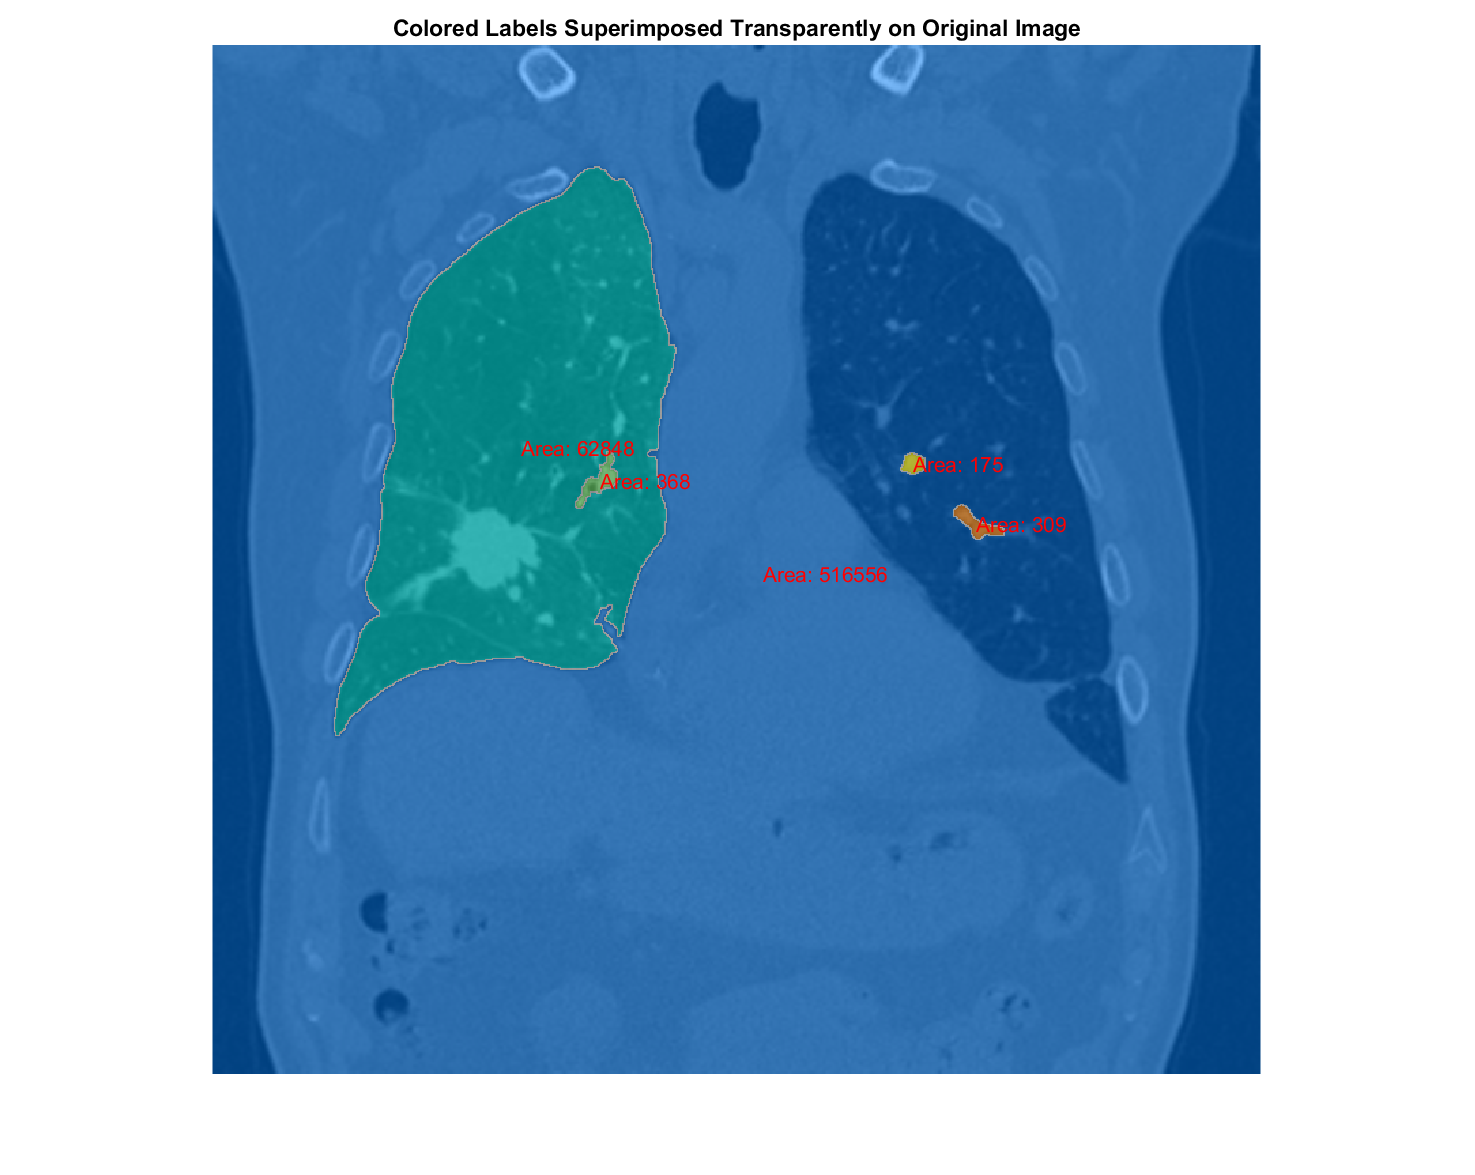 Colored Labels Superimposed Transparently on Original Image
Area: 62848
Area: 368
Area: 175
Area: 309
Area: 516556